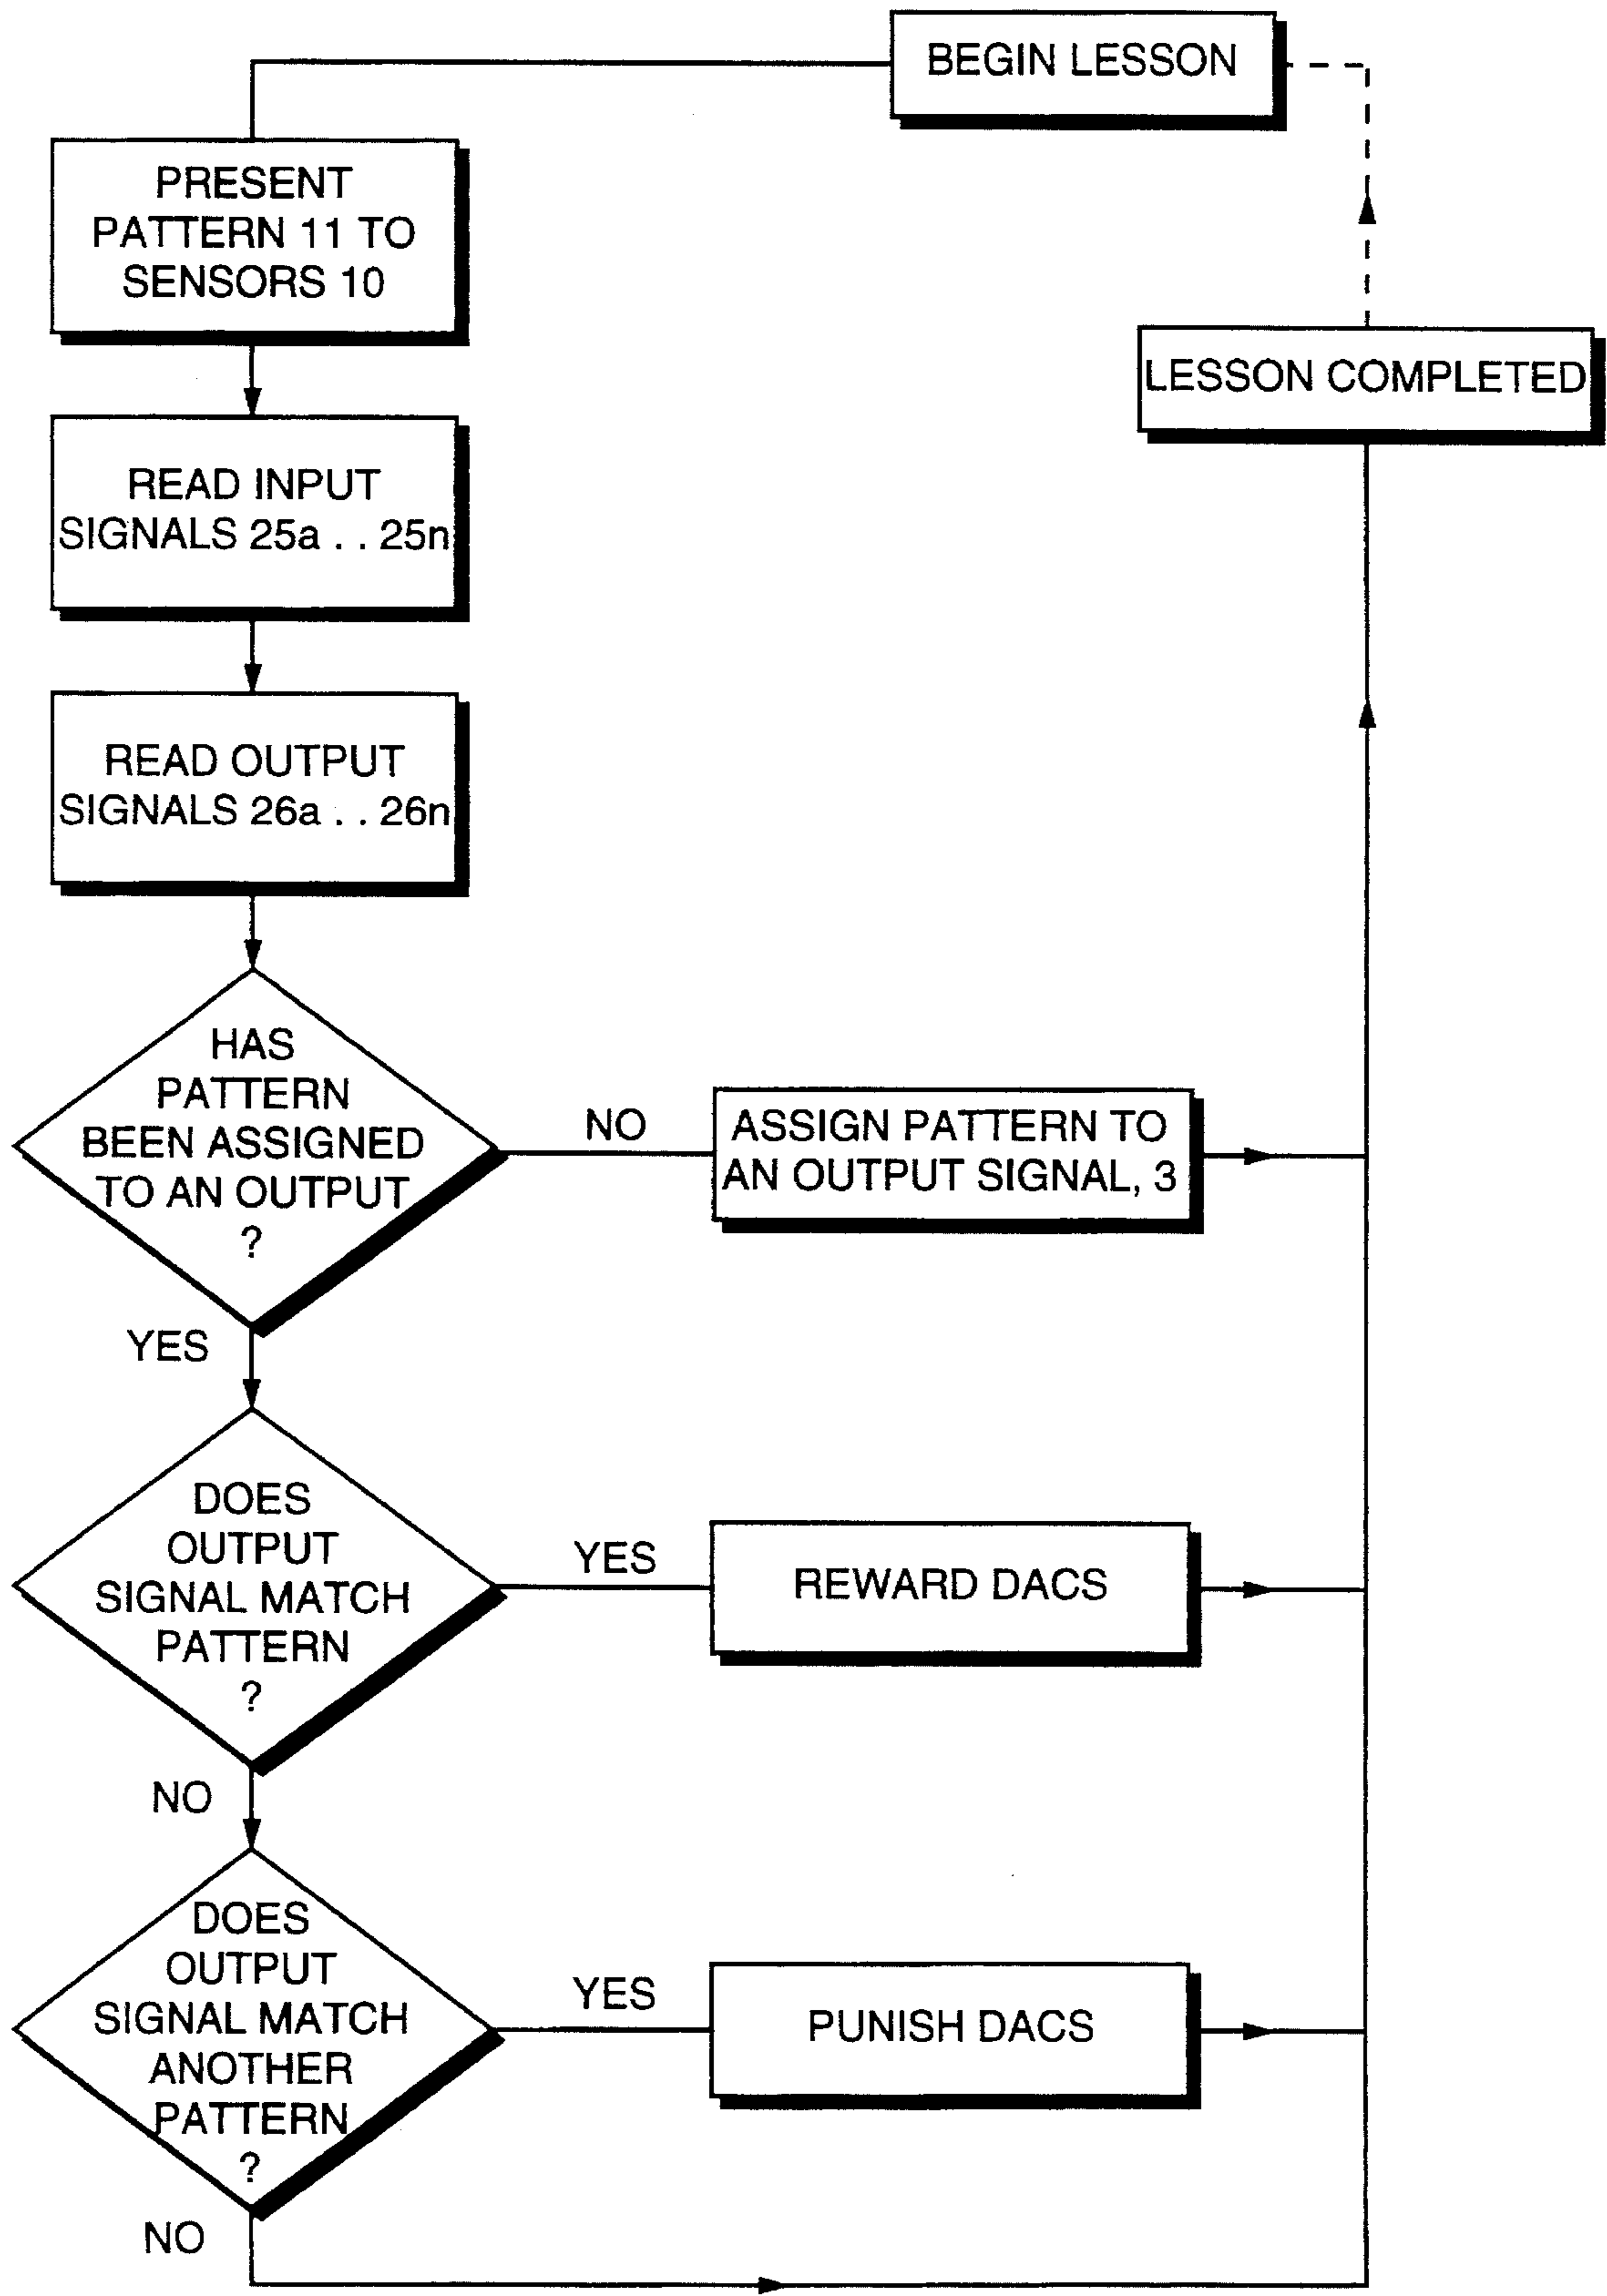 BEGIN LESSON
PRESENT
PATTERN 11 TO
SENSORS 10
LESSON COMPLETED
READ INPUT
SIGNALS 25a . . 25n
READ OUTPUT
SIGNALS 26a . . 26n
HAS
PATTERN
BEEN ASSIGNED
TO AN OUTPUT
?
NO
ASSIGN PATTERN TO
AN OUTPUT SIGNAL, 3
YES
DOES
OUTPUT
SIGNAL MATCH
PATTERN
?
YES
REWARD DACS
NO
DOES
OUTPUT
SIGNAL MATCH
ANOTHER
PATTERN
?
YES
PUNISH DACS
NO